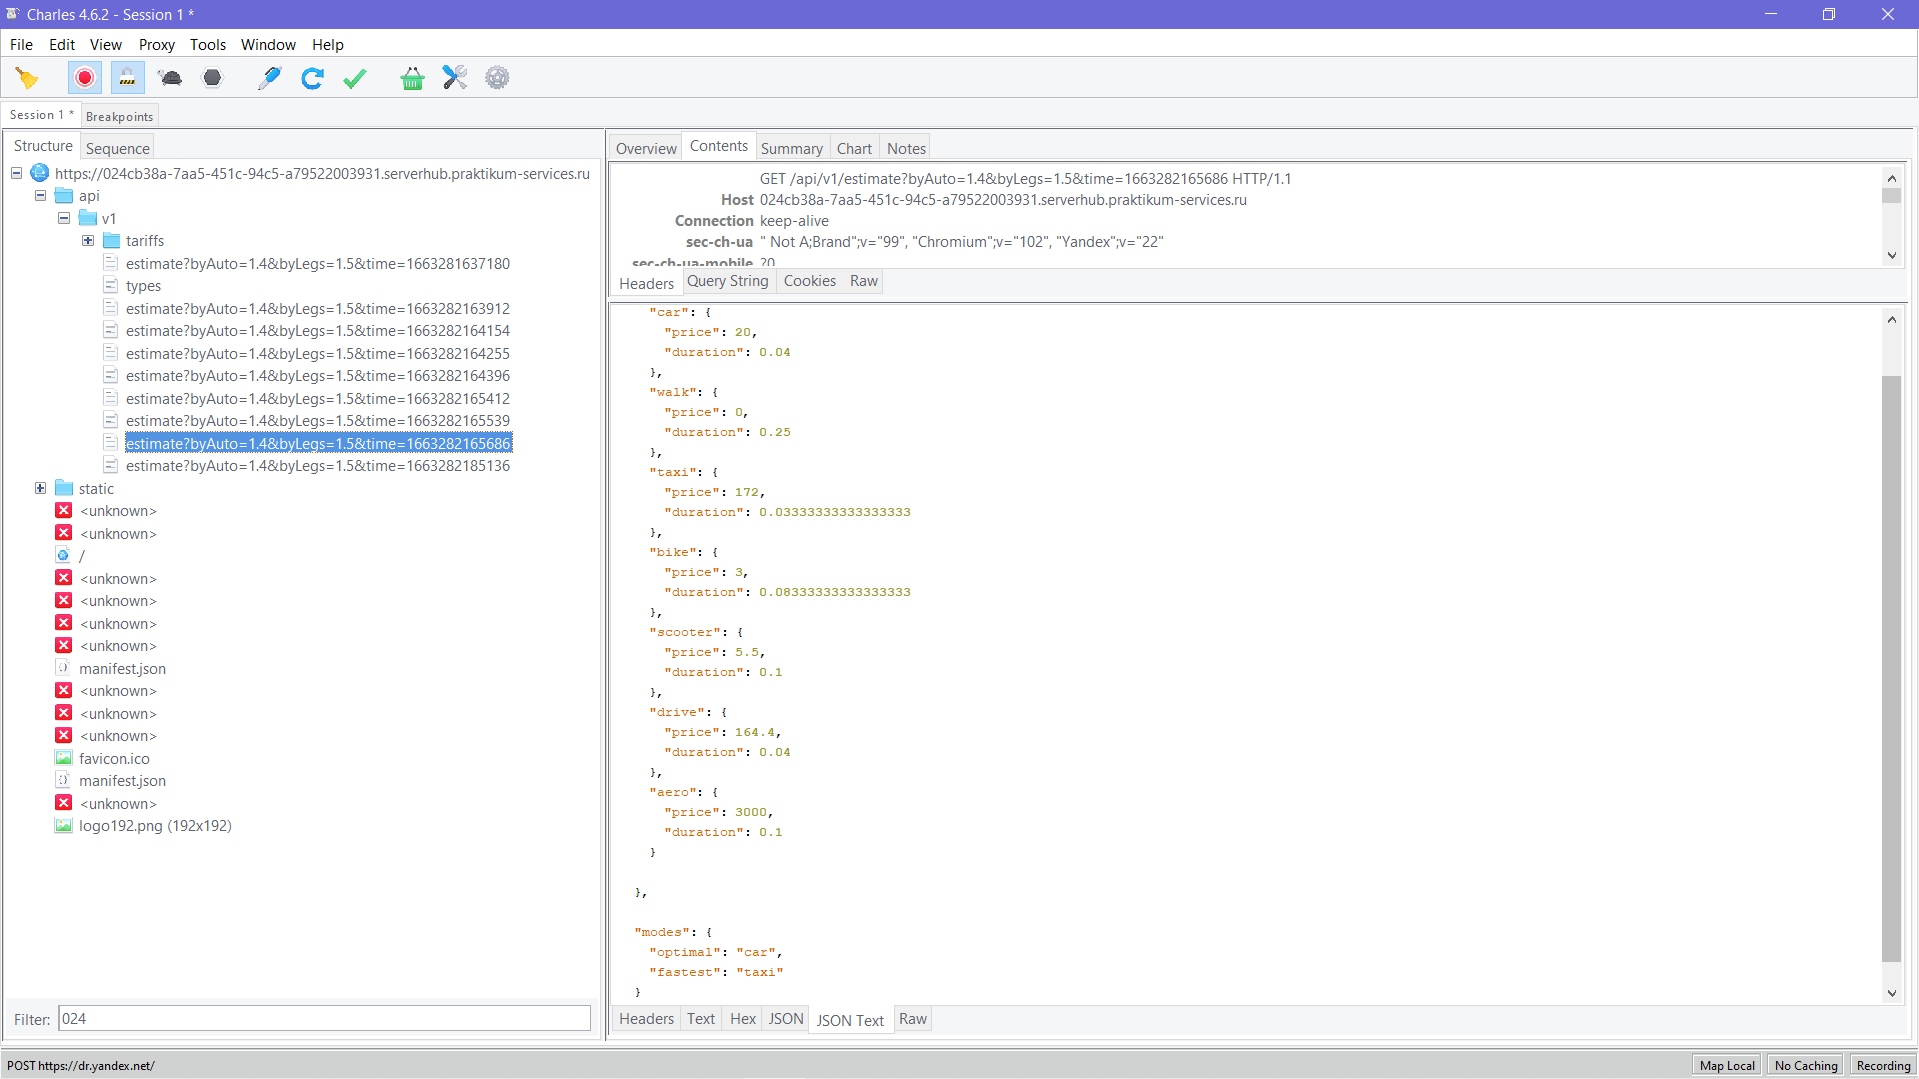 Charles 4.6.2 - Session 1 *
File Edit View Proxy Tools Window Help
Session 1 * Breakpoints
Structure Sequence
https://024cb38a-7aa5-451c-94c5-a79522003931.serverhub.praktikum-services.ru
api
v1
tariffs
estimate?byAuto=1.4&byLegs=1.5&time=1663281637180
types
estimate?byAuto=1.4&byLegs=1.5&time=1663282163912
estimate?byAuto=1.4&byLegs=1.5&time=1663282164154
estimate?byAuto=1.4&byLegs=1.5&time=1663282164255
estimate?byAuto=1.4&byLegs=1.5&time=1663282164396
estimate?byAuto=1.4&byLegs=1.5&time=1663282165412
estimate?byAuto=1.4&byLegs=1.5&time=1663282165539
estimate?byAuto=1.4&byLegs=1.5&time=1663282165686
estimate?byAuto=1.4&byLegs=1.5&time=1663282185136
static
<unknown>
<unknown>
/
<unknown>
<unknown>
<unknown>
<unknown>
manifest.json
<unknown>
<unknown>
<unknown>
favicon.ico
manifest.json
<unknown>
logo192.png (192x192)
Filter: 024
Overview Contents Summary Chart Notes
GET /api/v1/estimate?byAuto=1.4&byLegs=1.5&time=1663282165686 HTTP/1.1
Host 024cb38a-7aa5-451c-94c5-a79522003931.serverhub.praktikum-services.ru
Connection keep-alive
sec-ch-ua " Not A;Brand";v="99", "Chromium";v="102", "Yandex";v="22"
sec-ch-ua-mobile ?0
Headers Query String Cookies Raw
"car": {
"price": 20,
"duration": 0.04
},
"walk": {
"price": 0,
"duration": 0.25
},
"taxi": {
"price": 172,
"duration": 0.03333333333333333
},
"bike": {
"price": 3,
"duration": 0.08333333333333333
},
"scooter": {
"price": 5.5,
"duration": 0.1
},
"drive": {
"price": 164.4,
"duration": 0.04
},
"aero": {
"price": 3000,
"duration": 0.1
}
},
"modes": {
"optimal": "car",
"fastest": "taxi"
}
Headers Text Hex JSON JSON Text Raw
POST https://dr.yandex.net/
Map Local No Caching Recording